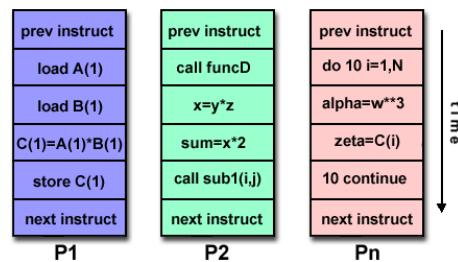 prev instruct
load A(1)
load B(1)
C(1)=A(1)*B(1)
store C(1)
next instruct
P1
prev instruct
call funcD
x=y*z
sum=x*2
call sub1(i,j)
next instruct
P2
prev instruct
do 10 i=1,N
alpha=w**3
zeta=C(i)
10 continue
next instruct
Pn
time